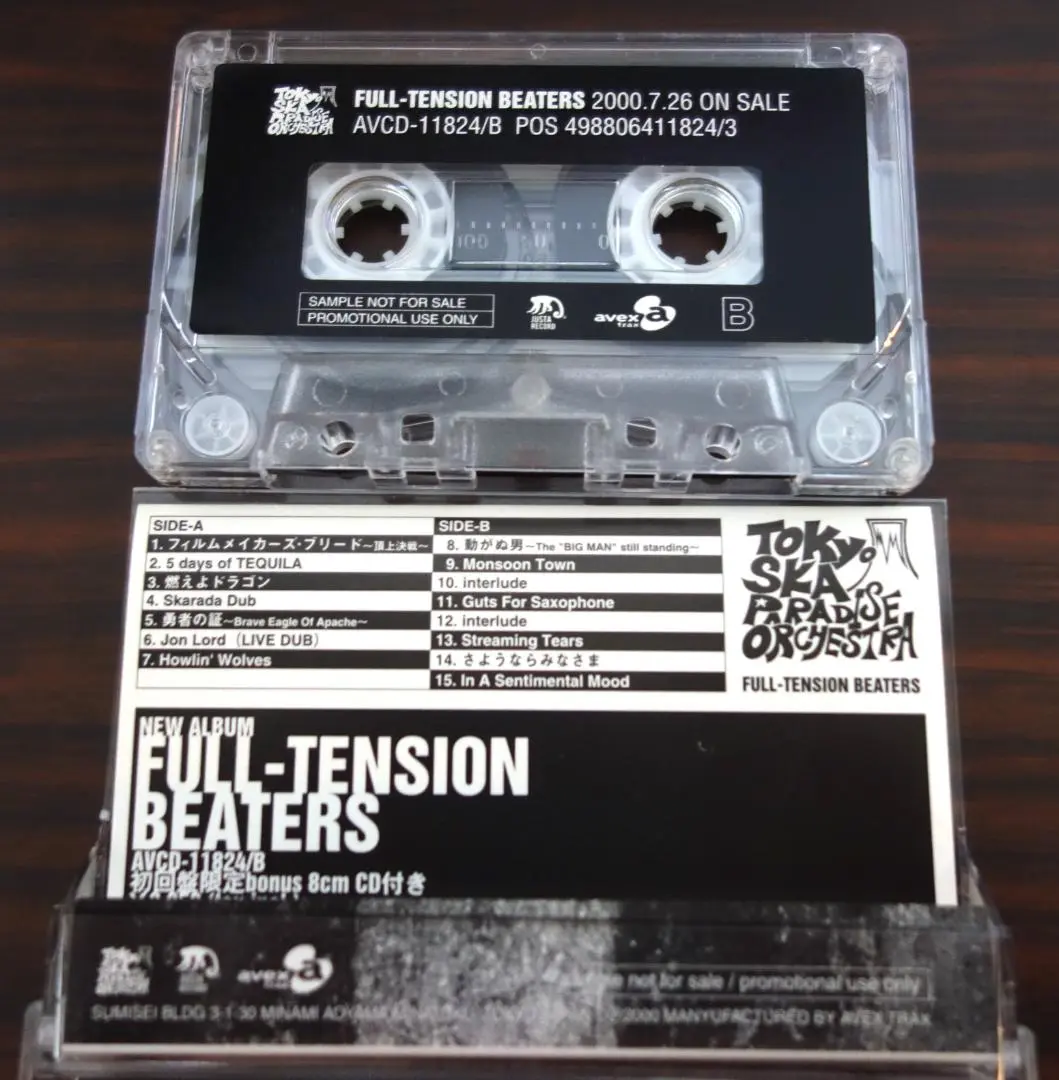 TOKYO SKA PARADISE ORCHESTRA
FULL-TENSION BEATERS 2000.7.26 ON SALE
AVCD-11824/B POS 498806411824/3
100
0
SAMPLE NOT FOR SALE
PROMOTIONAL USE ONLY
JUSTA RECORD
avex trax
B
SIDE-A
1. フィルムメイカーズ・ブリード〜頂上決戦〜
2. 5 days of TEQUILA
3. 燃えよドラゴン
4. Skarada Dub
5. 勇者の証〜Brave Eagle Of Apache〜
6. Jon Lord（LIVE DUB）
7. Howlin' Wolves
SIDE-B
8. 動がぬ男〜The "BIG MAN" still standing〜
9. Monsoon Town
10. interlude
11. Guts For Saxophone
12. interlude
13. Streaming Tears
14. さようならみなさま
15. In A Sentimental Mood
TOKYO
SKA
PARADISE
ORCHESTRA
FULL-TENSION BEATERS
NEW ALBUM
FULL-TENSION
BEATERS
AVCD-11824/B
初回盤限定bonus 8cm CD付き
avex
not for sale / promotional use only
SUMISEI BLDG 3-1-30 MINAMI 2000 MANYUFACTURED BY AVEX TRAX